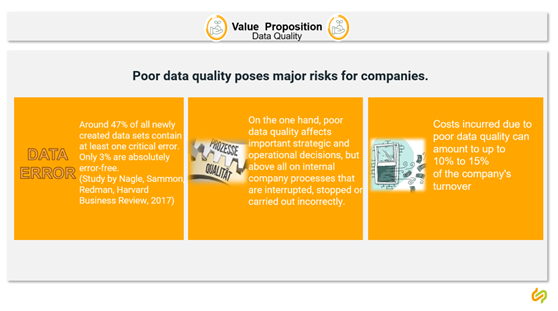 Value Proposition
Data Quality
Poor data quality poses major risks for companies.
DATA
ERROR
Around 47% of all newly
created data sets contain
at least one critical error.
Only 3% are absolutely
error-free.
(Study by Nagle, Sammon,
Redman, Harvard
Business Review, 2017)
PROZESSE
QUALITÄT
On the one hand, poor
data quality affects
important strategic and
operational decisions, but
above all on internal
company processes that
are interrupted, stopped or
carried out incorrectly.
Costs incurred due to
poor data quality can
amount to up to
10% to 15%
of the company's
turnover